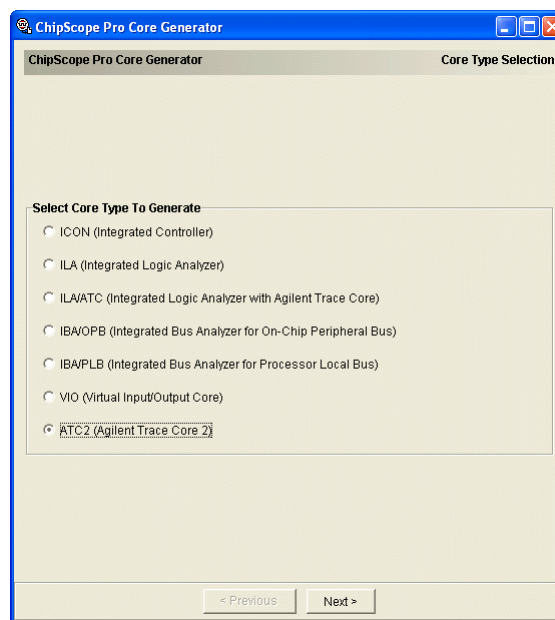 ChipScope Pro Core Generator
ChipScope Pro Core Generator Core Type Selection
Select Core Type To Generate
ICON (Integrated Controller)
ILA (Integrated Logic Analyzer)
ILA/ATC (Integrated Logic Analyzer with Agilent Trace Core)
IBA/OPB (Integrated Bus Analyzer for On-Chip Peripheral Bus)
IBA/PLB (Integrated Bus Analyzer for Processor Local Bus)
VIO (Virtual Input/Output Core)
ATC2 (Agilent Trace Core 2)
< Previous Next >